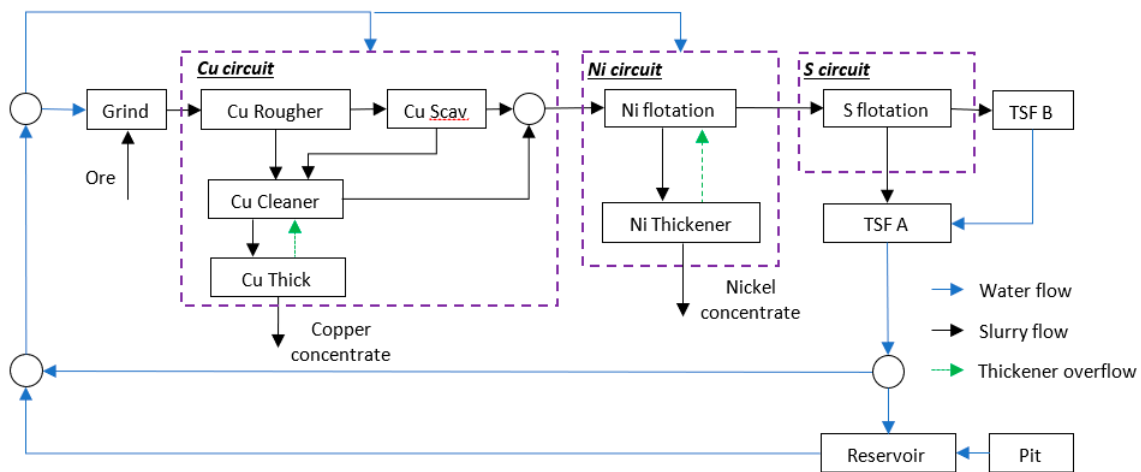 Cu circuit
Ni circuit
S circuit
Grind
Cu Rougher
Cu Scav
Ni flotation
S flotation
TSF B
Ore
Cu Cleaner
Ni Thickener
TSF A
Cu Thick
Nickel
concentrate
Copper
concentrate
Water flow
Slurry flow
Thickener overflow
Reservoir
Pit